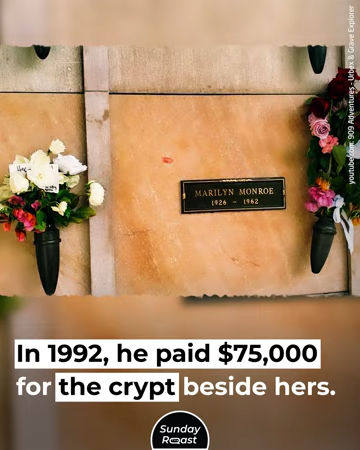 youtube.com 909 Adventures - Urbex & Grave Explorer
MARILYN MONROE
1926 - 1962
In 1992, he paid $75,000
for the crypt beside hers.
Sunday
Roast